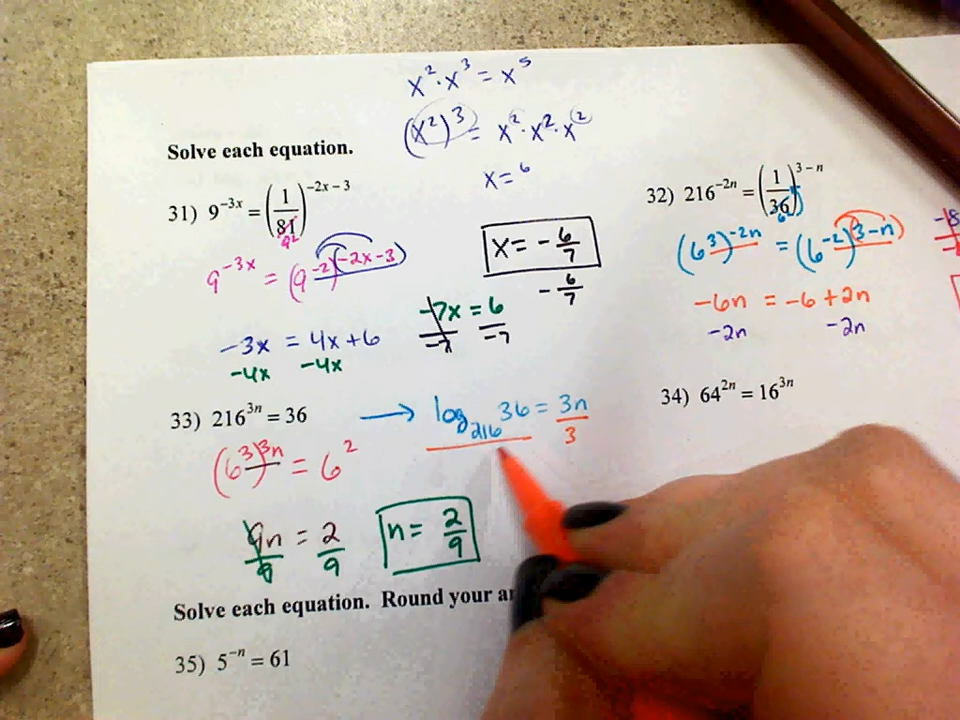 x² · x³ = x⁵
(x²)³ = x² · x² · x²
x = ⁶
Solve each equation.
31) 9^(-3x) = (1/81)^(-2x - 3)
9²
9^(-3x) = (9^(-2))^(-2x-3)
-3x = 4x + 6
-4x -4x
-7x = 6
-7 -7
x = -6/7
-6/7
32) 216^(-2n) = (1/36)^(3 - n)
6²
(6³)^(-2n) = (6^(-2))^(3-n)
-6n = -6 + 2n
-2n -2n
-8
33) 216^(3n) = 36
→ log₂₁₆ 36 = 3n
3
(6³)^(3n) = 6²
9n = 2
9 9
n = 2/9
34) 64^(2n) = 16^(3n)
Solve each equation. Round your
35) 5^(-n) = 61